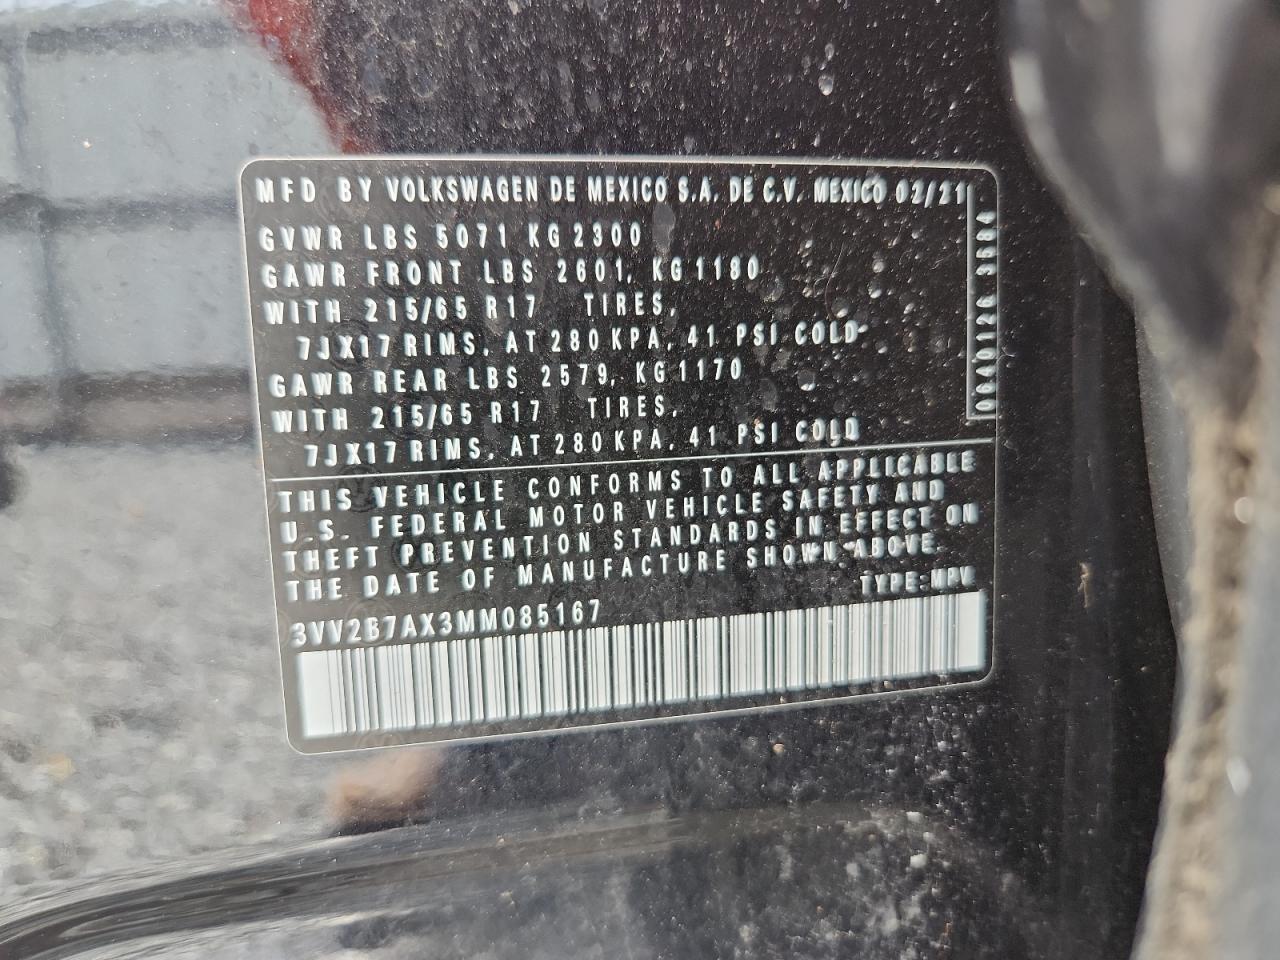 MFD BY VOLKSWAGEN DE MEXICO S.A. DE C.V. MEXICO 02/21
GVWR LBS 5071 KG 2300
GAWR FRONT LBS 2601, KG 1180
WITH 215/65 R17 TIRES,
7JX17 RIMS, AT 280 KPA, 41 PSI COLD
GAWR REAR LBS 2579, KG 1170
WITH 215/65 R17 TIRES,
7JX17 RIMS, AT 280 KPA, 41 PSI COLD
0640126 3584
THIS VEHICLE CONFORMS TO ALL APPLICABLE
U.S. FEDERAL MOTOR VEHICLE SAFETY AND
THEFT PREVENTION STANDARDS IN EFFECT ON
THE DATE OF MANUFACTURE SHOWN ABOVE
TYPE: MPV
3VV2B7AX3MM085167